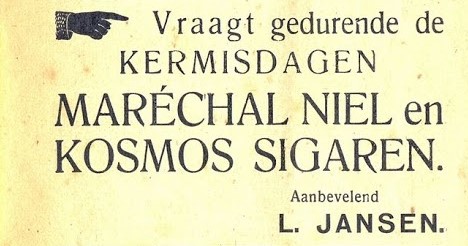 Vraagt gedurende de
KERMISDAGEN
MARÉCHAL NIEL en
KOSMOS SIGAREN.
Aanbevelend
L. JANSEN.